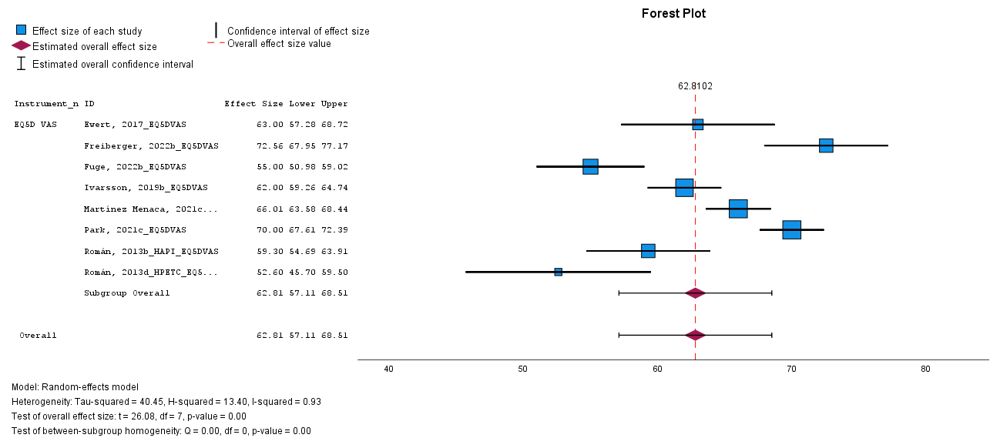 Forest Plot
Effect size of each study
Estimated overall effect size
Estimated overall confidence interval
Confidence interval of effect size
Overall effect size value
62.8102
Instrument_n ID Effect Size Lower Upper
EQ5D VAS Ewert, 2017_EQ5DVAS 63.00 57.28 68.72
Freiberger, 2022b_EQ5DVAS 72.56 67.95 77.17
Fuge, 2022b_EQ5DVAS 55.00 50.98 59.02
Ivarsson, 2019b_EQ5DVAS 62.00 59.26 64.74
Martínez Menaca, 2021c... 66.01 63.58 68.44
Park, 2021c_EQ5DVAS 70.00 67.61 72.39
Román, 2013b_HAPI_EQ5DVAS 59.30 54.69 63.91
Román, 2013d_HPETC_EQ5... 52.60 45.70 59.50
Subgroup Overall 62.81 57.11 68.51
Overall 62.81 57.11 68.51
40 50 60 70 80
Model: Random-effects model
Heterogeneity: Tau-squared = 40.45, H-squared = 13.40, I-squared = 0.93
Test of overall effect size: t = 26.08, df = 7, p-value = 0.00
Test of between-subgroup homogeneity: Q = 0.00, df = 0, p-value = 0.00